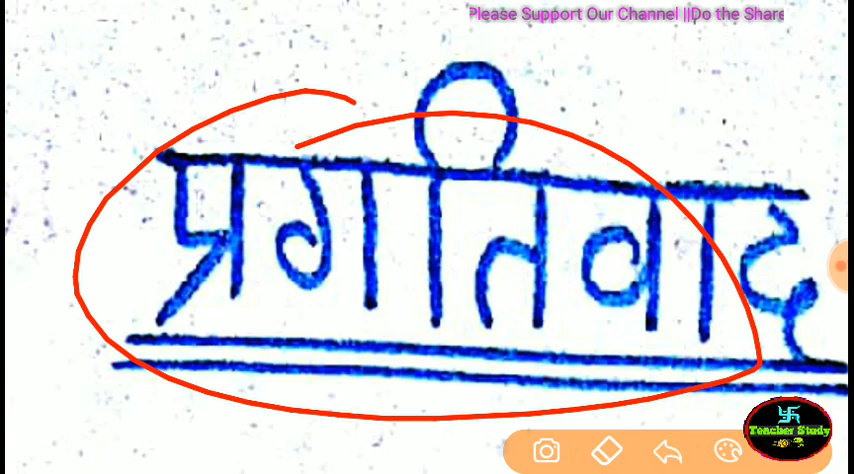 Please Support Our Channel ||Do the Share
प्रगतिवाद
Teacher Study